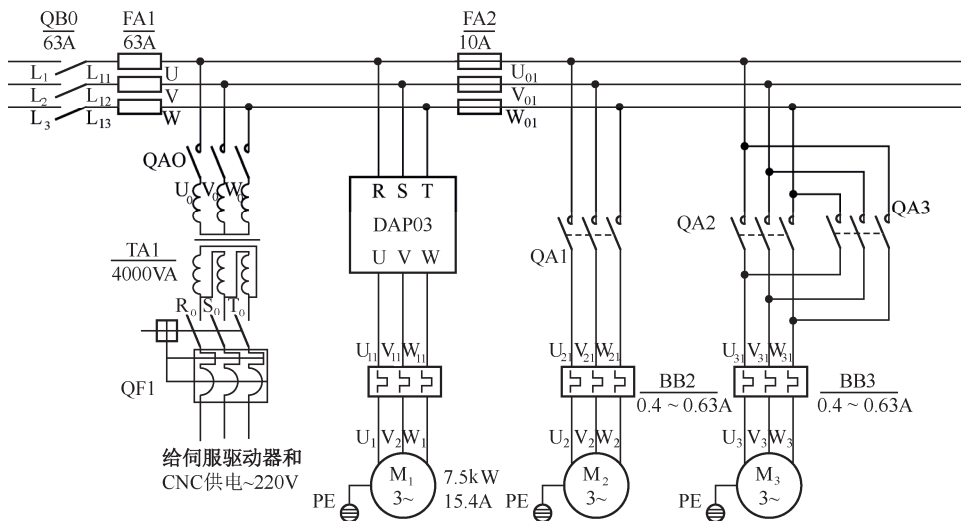 QB0
63A
FA1
63A
FA2
10A
L₁
L₁₁
U
L₂
L₁₂
V
L₃
L₁₃
W
U₀₁
V₀₁
W₀₁
QAO
U₀ V₀ W₀
TA1
4000VA
R₀ S₀ T₀
QF1
给伺服驱动器和
CNC供电~220V
R S T
DAP03
U V W
U₁₁ V₁₁ W₁₁
U₁ V₂ W₁
M₁
3~
7.5kW
15.4A
PE
QA1
U₂₁ V₂₁ W₂₁
BB2
0.4 ~ 0.63A
U₂ V₂ W₂
M₂
3~
PE
QA2
QA3
U₃₁ V₃₁ W₃₁
BB3
0.4 ~ 0.63A
U₃ V₃ W₃
M₃
3~
PE